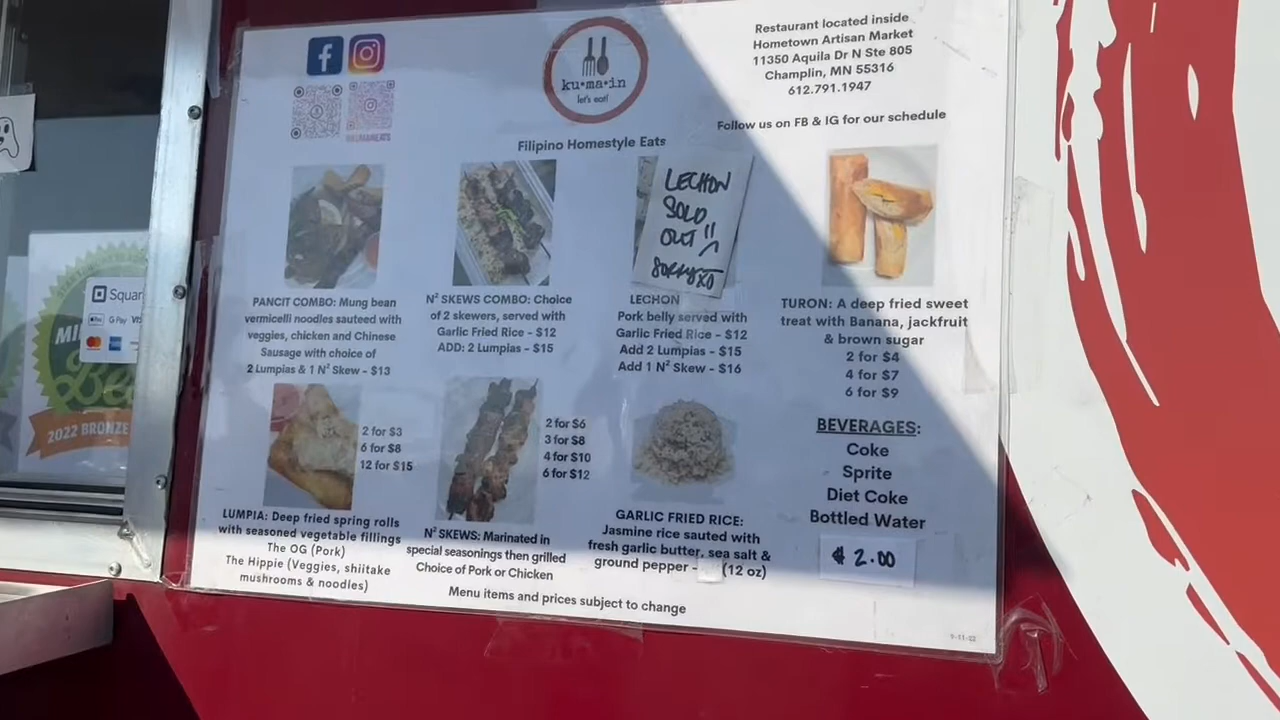 ku•ma•in
let's eat!
Filipino Homestyle Eats
Restaurant located inside
Hometown Artisan Market
11350 Aquila Dr N Ste 805
Champlin, MN 55316
612.791.1947
Follow us on FB & IG for our schedule
PANCIT COMBO: Mung bean
vermicelli noodles sauteed with
veggies, chicken and Chinese
Sausage with choice of
2 Lumpias & 1 N² Skew - $13
N² SKEWS COMBO: Choice
of 2 skewers, served with
Garlic Fried Rice - $12
ADD: 2 Lumpias - $15
LECHON
SOLD
OUT!!
SORRY XO
LECHON
Pork belly served with
Garlic Fried Rice - $12
Add 2 Lumpias - $15
Add 1 N² Skew - $16
TURON: A deep fried sweet
treat with Banana, jackfruit
& brown sugar
2 for $4
4 for $7
6 for $9
2 for $3
6 for $8
12 for $15
LUMPIA: Deep fried spring rolls
with seasoned vegetable fillings
The OG (Pork)
The Hippie (Veggies, shiitake
mushrooms & noodles)
2 for $6
3 for $8
4 for $10
6 for $12
N² SKEWS: Marinated in
special seasonings then grilled
Choice of Pork or Chicken
GARLIC FRIED RICE:
Jasmine rice sauted with
fresh garlic butter, sea salt &
ground pepper - (12 oz)
BEVERAGES:
Coke
Sprite
Diet Coke
Bottled Water
$ 2.00
Menu items and prices subject to change
Square
Pay G Pay VISA
2022 BRONZE